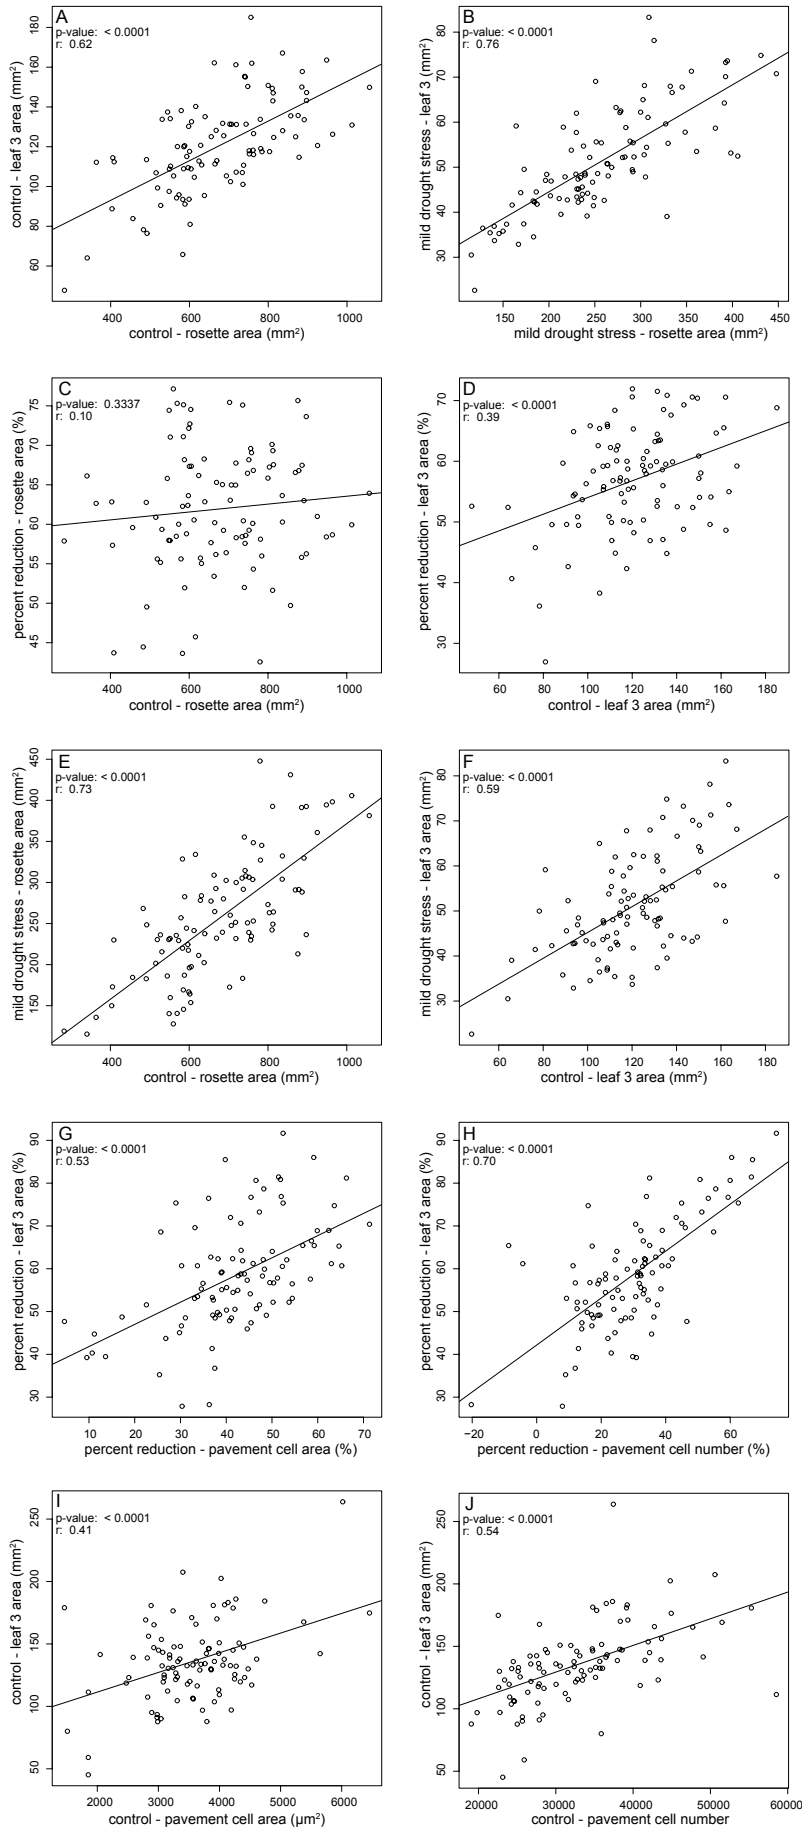 A
p-value: < 0.0001
r: 0.62
control - leaf 3 area (mm²)
60 80 100 120 140 160 180
400 600 800 1000
control - rosette area (mm²)
B
p-value: < 0.0001
r: 0.76
mild drought stress - leaf 3 (mm²)
30 40 50 60 70 80
150 200 250 300 350 400 450
mild drought stress - rosette area (mm²)
C
p-value: 0.3337
r: 0.10
percent reduction - rosette area (%)
45 50 55 60 65 70 75
400 600 800 1000
control - rosette area (mm²)
D
p-value: < 0.0001
r: 0.39
percent reduction - leaf 3 area (%)
30 40 50 60 70
60 80 100 120 140 160 180
control - leaf 3 area (mm²)
E
p-value: < 0.0001
r: 0.73
mild drought stress - rosette area (mm²)
150 200 250 300 350 400 450
400 600 800 1000
control - rosette area (mm²)
F
p-value: < 0.0001
r: 0.59
mild drought stress - leaf 3 area (mm²)
30 40 50 60 70 80
60 80 100 120 140 160 180
control - leaf 3 area (mm²)
G
p-value: < 0.0001
r: 0.53
percent reduction - leaf 3 area (%)
30 40 50 60 70 80 90
10 20 30 40 50 60 70
percent reduction - pavement cell area (%)
H
p-value: < 0.0001
r: 0.70
percent reduction - leaf 3 area (%)
30 40 50 60 70 80 90
−20 0 20 40 60
percent reduction - pavement cell number (%)
I
p-value: < 0.0001
r: 0.41
control - leaf 3 area (mm²)
50 100 150 200 250
2000 3000 4000 5000 6000
control - pavement cell area (µm²)
J
p-value: < 0.0001
r: 0.54
control - leaf 3 area (mm²)
50 100 150 200 250
20000 30000 40000 50000 60000
control - pavement cell number